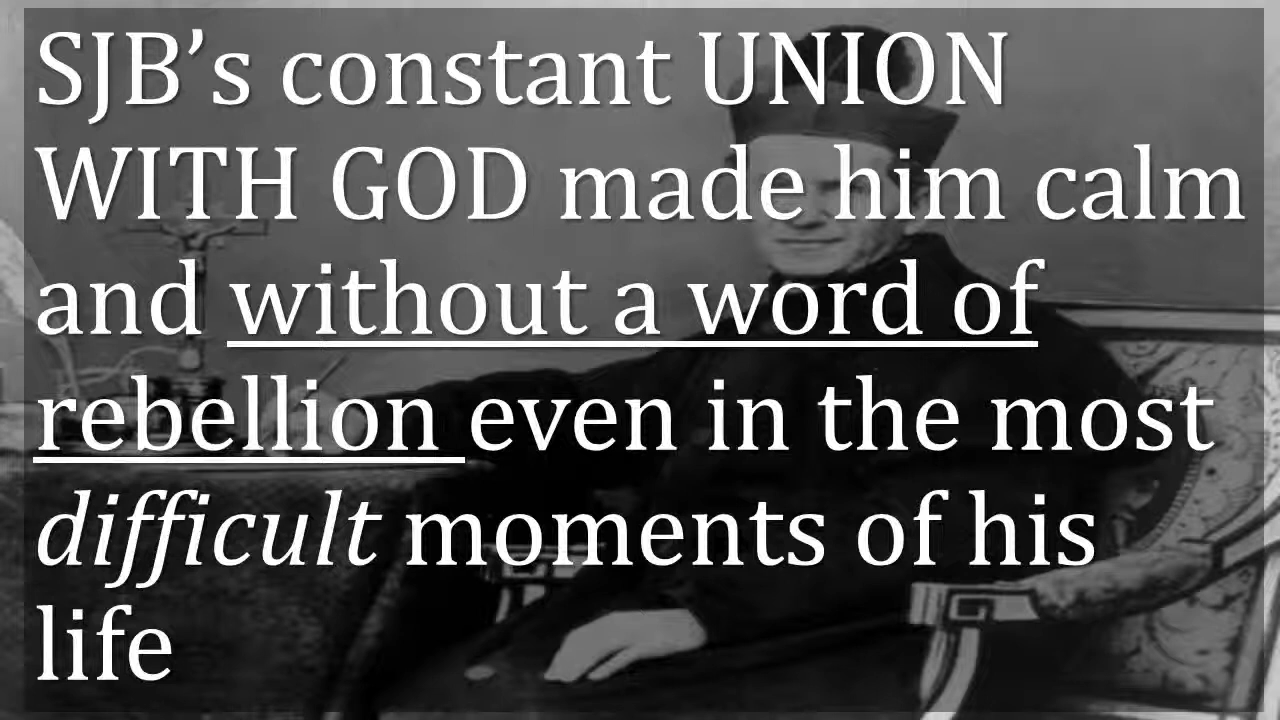 SJB’s constant UNION
WITH GOD made him calm
and without a word of
rebellion even in the most
difficult moments of his
life